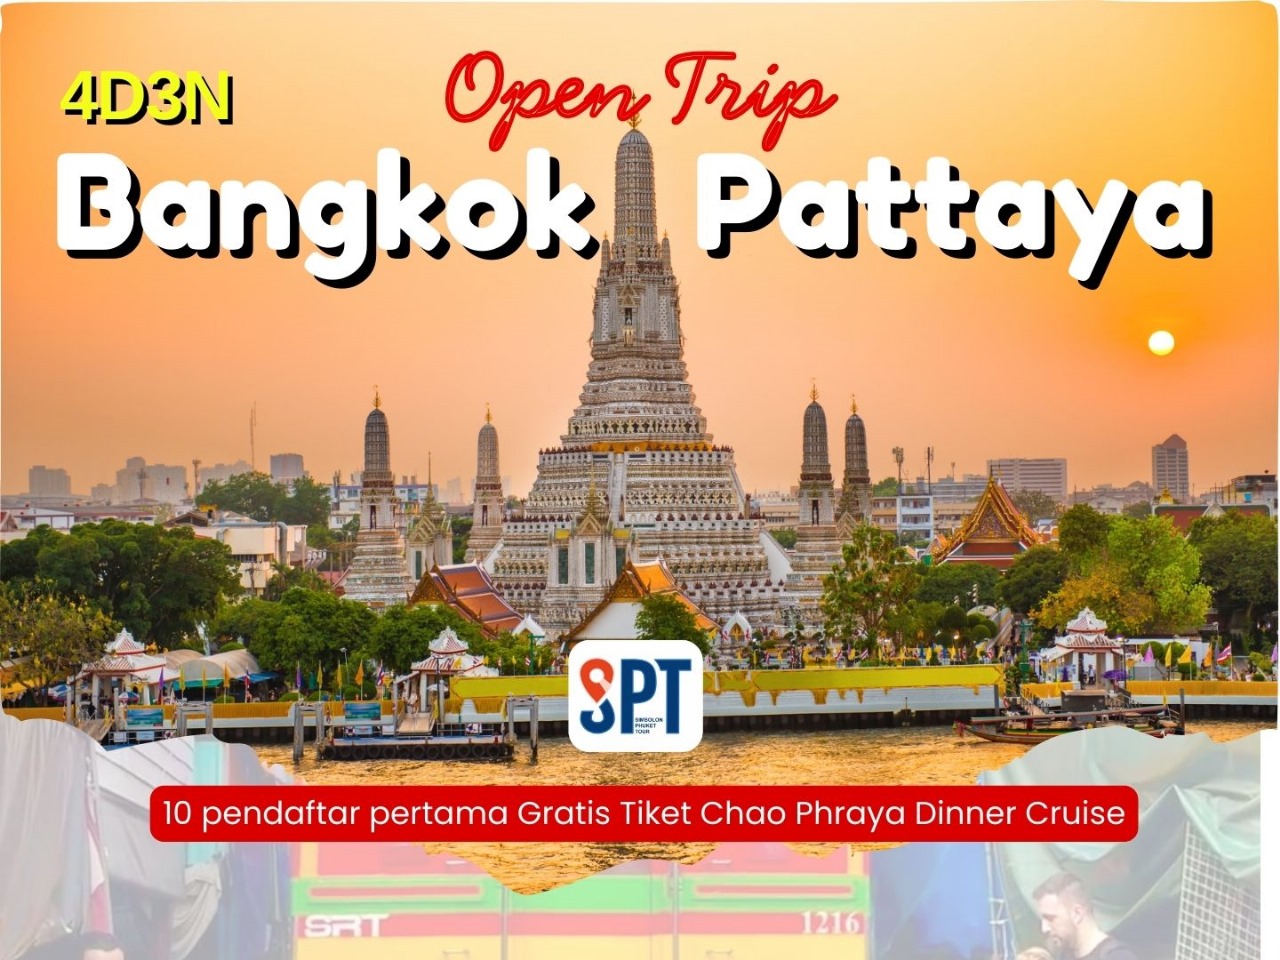 4D3N
Open Trip
Bangkok Pattaya
SPT
SIMBOLON
PHUKET
TOUR
10 pendaftar pertama Gratis Tiket Chao Phraya Dinner Cruise
SRT
1216